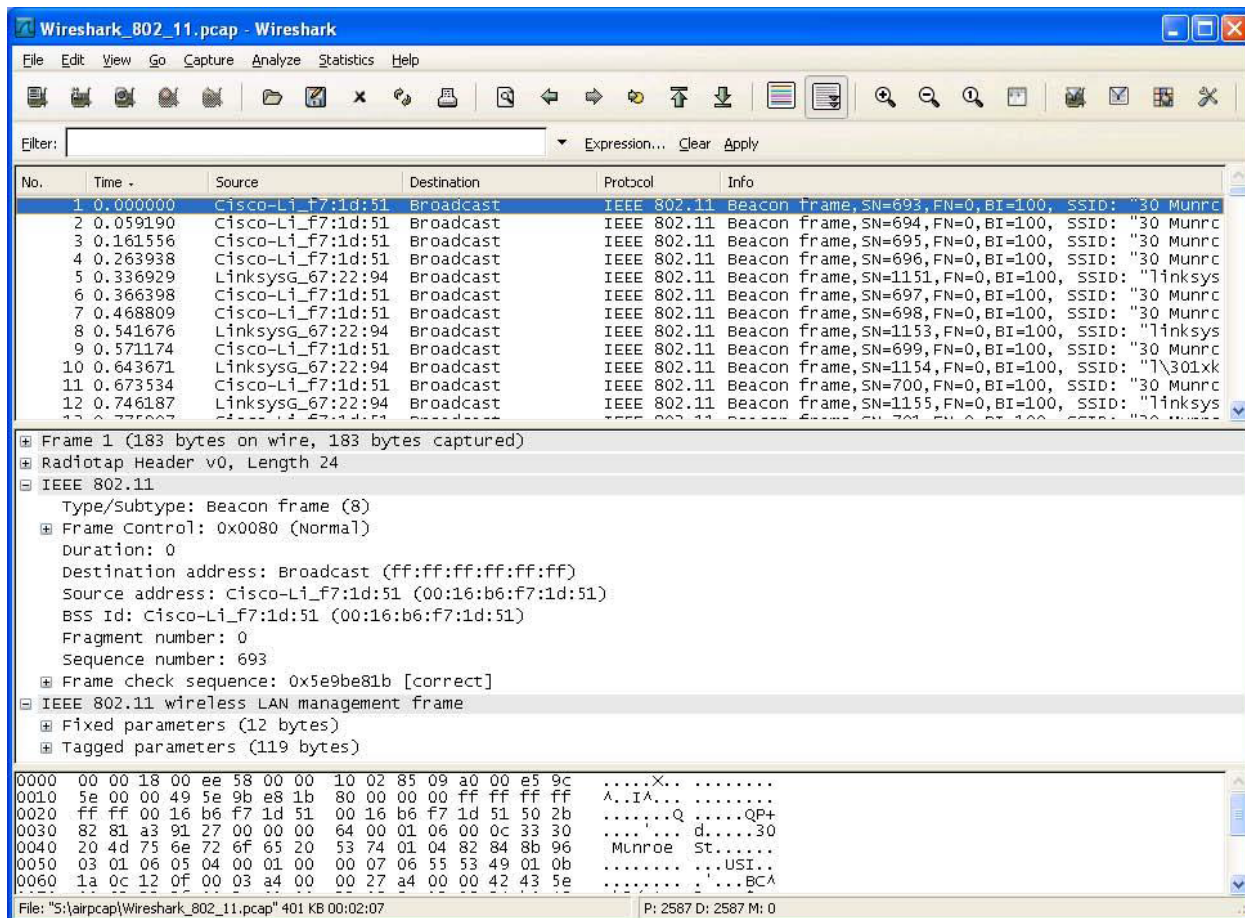 Wireshark_802_11.pcap - Wireshark
File Edit View Go Capture Analyze Statistics Help
Filter: Expression... Clear Apply
No. Time Source Destination Protocol Info
1 0.000000 Cisco-Li_f7:1d:51 Broadcast IEEE 802.11 Beacon frame,SN=693,FN=0,BI=100, SSID: "30 Munrc
2 0.059190 Cisco-Li_f7:1d:51 Broadcast IEEE 802.11 Beacon frame,SN=694,FN=0,BI=100, SSID: "30 Munrc
3 0.161556 Cisco-Li_f7:1d:51 Broadcast IEEE 802.11 Beacon frame,SN=695,FN=0,BI=100, SSID: "30 Munrc
4 0.263938 Cisco-Li_f7:1d:51 Broadcast IEEE 802.11 Beacon frame,SN=696,FN=0,BI=100, SSID: "30 Munrc
5 0.336929 LinksysG_67:22:94 Broadcast IEEE 802.11 Beacon frame,SN=1151,FN=0,BI=100, SSID: "linksys
6 0.366398 Cisco-Li_f7:1d:51 Broadcast IEEE 802.11 Beacon frame,SN=697,FN=0,BI=100, SSID: "30 Munrc
7 0.468809 Cisco-Li_f7:1d:51 Broadcast IEEE 802.11 Beacon frame,SN=698,FN=0,BI=100, SSID: "30 Munrc
8 0.541676 LinksysG_67:22:94 Broadcast IEEE 802.11 Beacon frame,SN=1153,FN=0,BI=100, SSID: "linksys
9 0.571174 Cisco-Li_f7:1d:51 Broadcast IEEE 802.11 Beacon frame,SN=699,FN=0,BI=100, SSID: "30 Munrc
10 0.643671 LinksysG_67:22:94 Broadcast IEEE 802.11 Beacon frame,SN=1154,FN=0,BI=100, SSID: "l\301xk
11 0.673534 Cisco-Li_f7:1d:51 Broadcast IEEE 802.11 Beacon frame,SN=700,FN=0,BI=100, SSID: "30 Munrc
12 0.746187 LinksysG_67:22:94 Broadcast IEEE 802.11 Beacon frame,SN=1155,FN=0,BI=100, SSID: "linksys
Frame 1 (183 bytes on wire, 183 bytes captured)
Radiotap Header v0, Length 24
IEEE 802.11
Type/Subtype: Beacon frame (8)
Frame Control: 0x0080 (Normal)
Duration: 0
Destination address: Broadcast (ff:ff:ff:ff:ff:ff)
Source address: Cisco-Li_f7:1d:51 (00:16:b6:f7:1d:51)
BSS Id: Cisco-Li_f7:1d:51 (00:16:b6:f7:1d:51)
Fragment number: 0
Sequence number: 693
Frame check sequence: 0x5e9be81b [correct]
IEEE 802.11 wireless LAN management frame
Fixed parameters (12 bytes)
Tagged parameters (119 bytes)
0000 00 00 18 00 ee 58 00 00 10 02 85 09 a0 00 e5 9c .....X.. ........
0010 5e 00 00 49 5e 9b e8 1b 80 00 00 00 ff ff ff ff ^..I^... ........
0020 ff ff 00 16 b6 f7 1d 51 00 16 b6 f7 1d 51 50 2b .......Q .....QP+
0030 82 81 a3 91 27 00 00 00 64 00 01 06 00 0c 33 30 ....'... d.....30
0040 20 4d 75 6e 72 6f 65 20 53 74 01 04 82 84 8b 96 Munroe St......
0050 03 01 06 05 04 00 01 00 00 07 06 55 53 49 01 0b ........ ...USI..
0060 1a 0c 12 0f 00 03 a4 00 00 27 a4 00 00 42 43 5e ........ .'...BC^
File: "S:\airpcap\Wireshark_802_11.pcap" 401 KB 00:02:07 P: 2587 D: 2587 M: 0